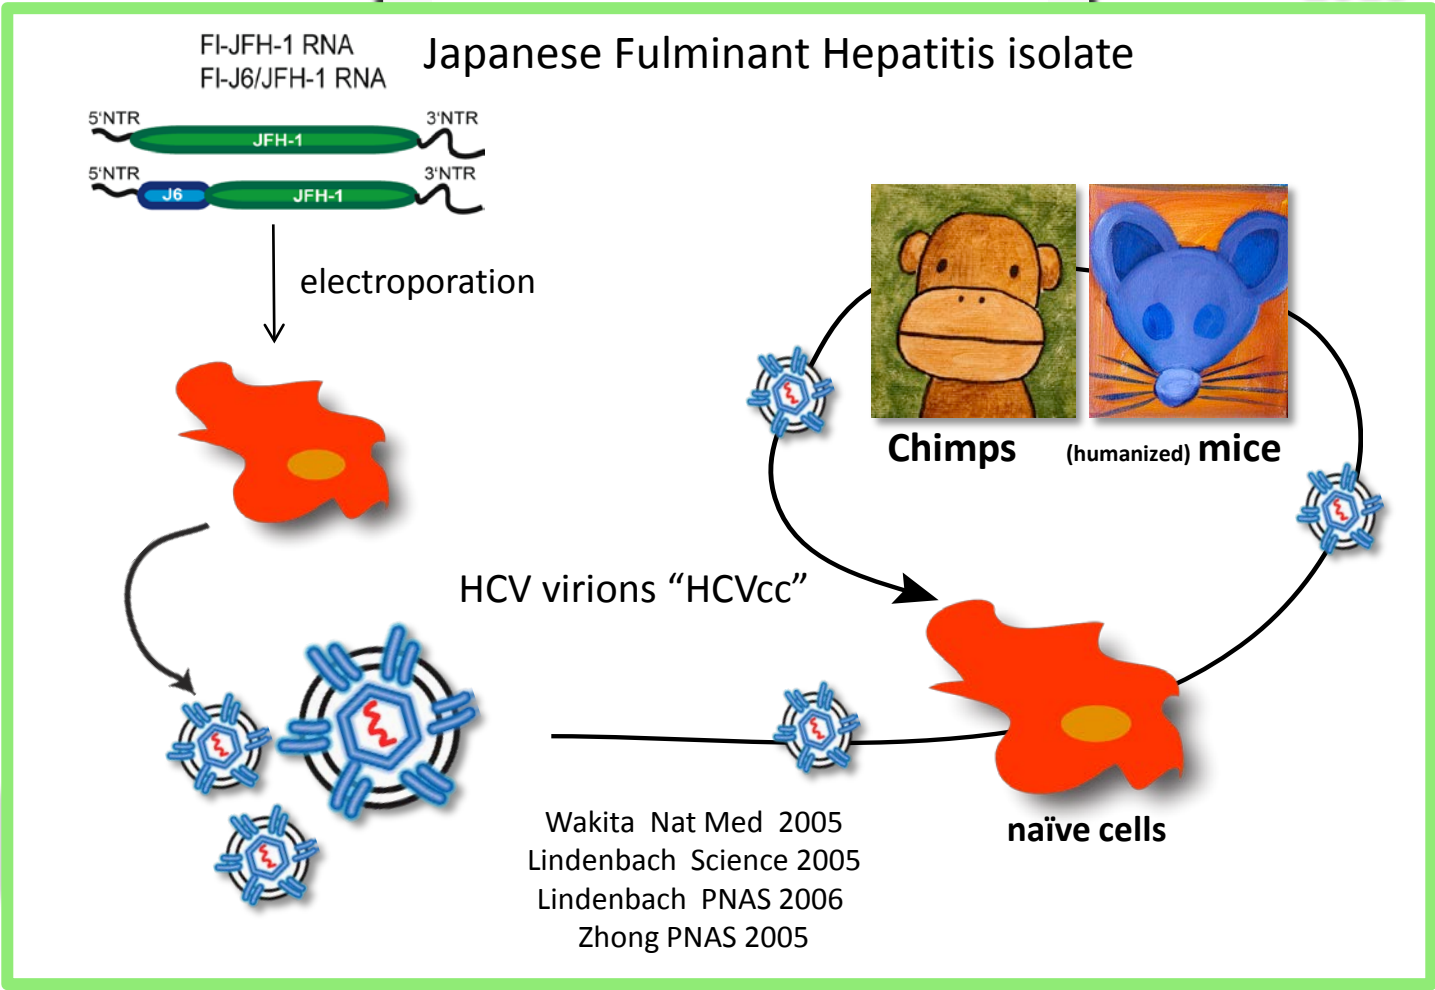 FI-JFH-1 RNA
FI-J6/JFH-1 RNA
Japanese Fulminant Hepatitis isolate
5'NTR
3'NTR
JFH-1
5'NTR
3'NTR
J6
JFH-1
electroporation
Chimps
(humanized) mice
HCV virions “HCVcc”
Wakita Nat Med 2005
Lindenbach Science 2005
Lindenbach PNAS 2006
Zhong PNAS 2005
naïve cells